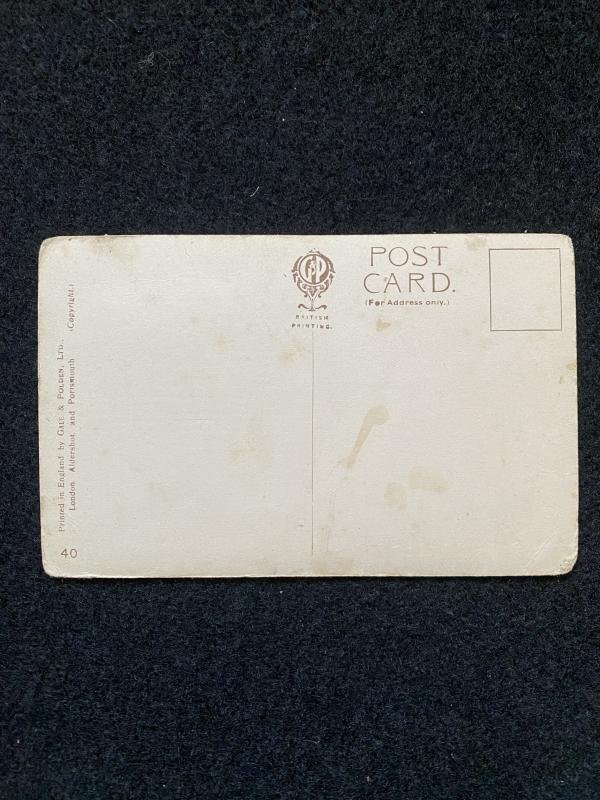 G&P
BRITISH
PRINTING.
POST
CARD.
(For Address only.)
Printed in England by GALE & POLDEN, LTD.,
London Aldershot and Portsmouth (Copyright.)
40